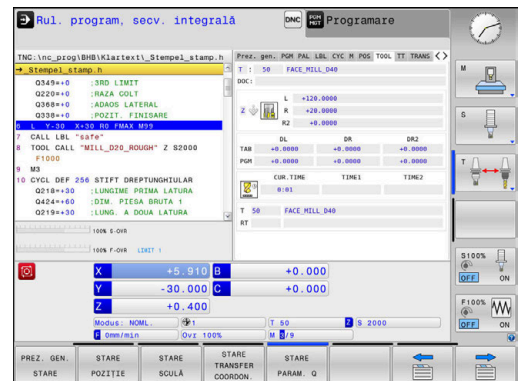 Rul. program, secv. integrală
DNC
PGM MGT
Programare
TNC:\nc_prog\BHB\Klartext\_Stempel_stamp.h
Prez. gen. PGM PAL LBL CYC M POS TOOL TT TRANS
→_Stempel_stamp.h
Q349=+0 ;3RD LIMIT
Q220=+0 ;RAZA COLT
Q368=+0 ;ADAOS LATERAL
Q338=+0 ;POZIT. FINISARE
6 L Y-30 X+30 R0 FMAX M99
7 CALL LBL "safe"
8 TOOL CALL "MILL_D20_ROUGH" Z S2000
F1000
9 M3
10 CYCL DEF 256 STIFT DREPTUNGHIULAR
Q218=+30 ;LUNGIME PRIMA LATURA
Q424=+60 ;DIM. PIESA BRUTA 1
Q219=+30 ;LUNG. A DOUA LATURA
100% S-OVR
100% F-OVR LIMIT 1
T : 50 FACE_MILL_D40
DOC:
Z
L +120.0000
R +20.0000
R2 +0.0000
DL DR DR2
TAB +0.0000 +0.0000 +0.0000
PGM +0.0000 +0.0000 +0.0000
CUR.TIME TIME1 TIME2
0:01
T 50 FACE_MILL_D40
RT
X +5.910 B +0.000
Y -30.000 C +0.000
Z +0.400
Modus: NOML. 1 T 50 Z S 2000
F 0mm/min Ovr 100% M 3/9
M
S
T
S100%
OFF ON
F100%
OFF ON
PREZ. GEN.
STARE
STARE
POZIȚIE
STARE
SCULĂ
STARE
TRANSFER
COORDON.
STARE
PARAM. Q